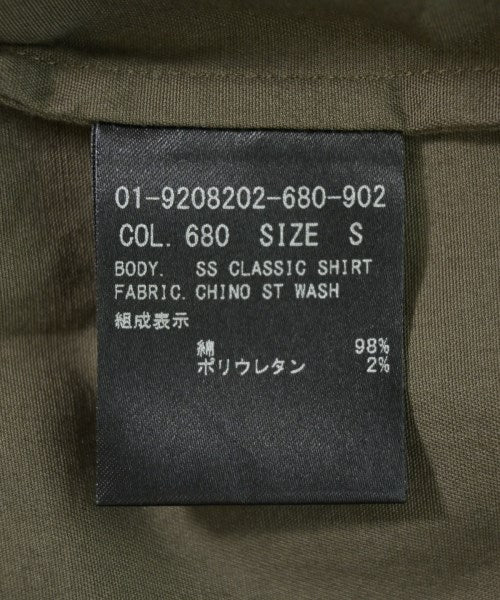 01-9208202-680-902
COL. 680 SIZE S
BODY. SS CLASSIC SHIRT
FABRIC. CHINO ST WASH
組成表示
綿 98%
ポリウレタン 2%